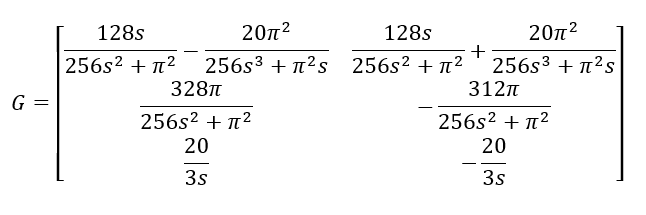 G = [ 128s/(256s² + π²) − 20π²/(256s³ + π²s)   128s/(256s² + π²) + 20π²/(256s³ + π²s)
328π/(256s² + π²)   − 312π/(256s² + π²)
20/3s   − 20/3s ]